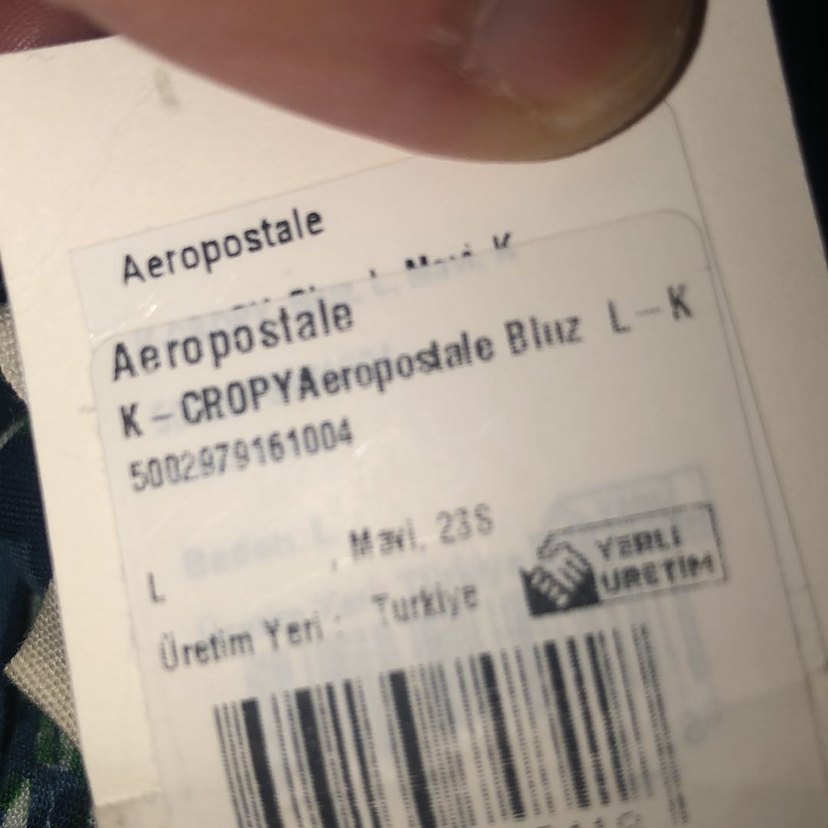 Aeropostale
Aeropostale
K-CROPYAeropostale Bluz L-K
5002979161004
L , Mavi, 23S
YERLİ
ÜRETİM
Üretim Yeri : Turkiye